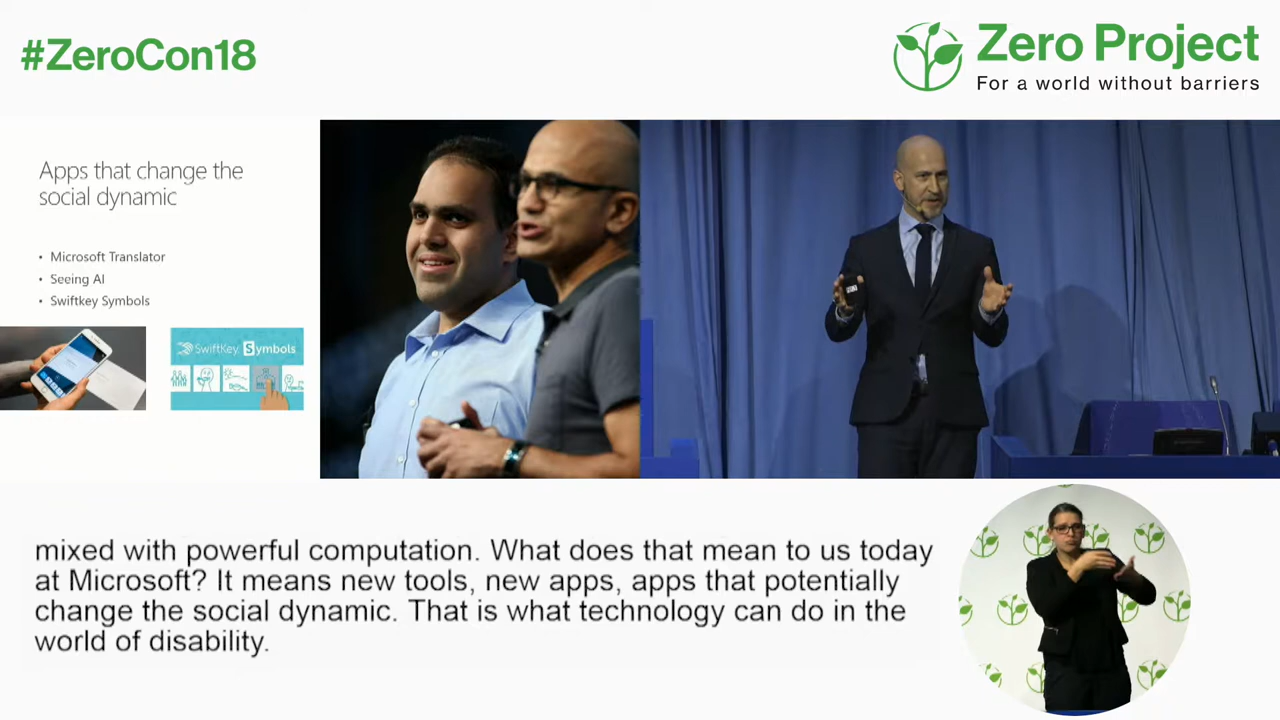 #ZeroCon18
Zero Project
For a world without barriers
Apps that change the
social dynamic
• Microsoft Translator
• Seeing AI
• Swiftkey Symbols
SwiftKey Symbols
mixed with powerful computation. What does that mean to us today
at Microsoft? It means new tools, new apps, apps that potentially
change the social dynamic. That is what technology can do in the
world of disability.